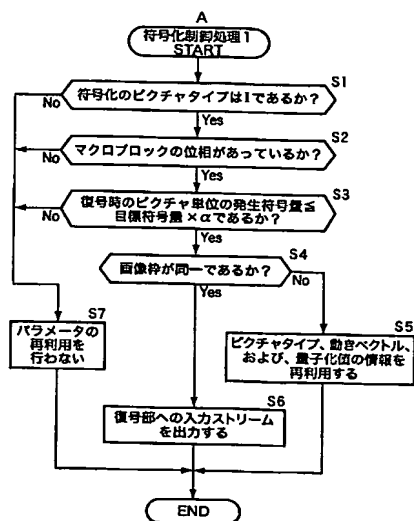 A
符号化制御処理1
START
S1
符号化のピクチャタイプはIであるか?
No
Yes
S2
マクロブロックの位相があっているか?
No
Yes
S3
復号時のピクチャ単位の発生符号量≦
目標符号量×αであるか?
No
Yes
S4
画像枠が同一であるか?
No
Yes
S7
パラメータの
再利用を
行わない
S5
ピクチャタイプ、動きベクトル、
および、量子化値の情報を
再利用する
S6
復号部への入力ストリーム
を出力する
END